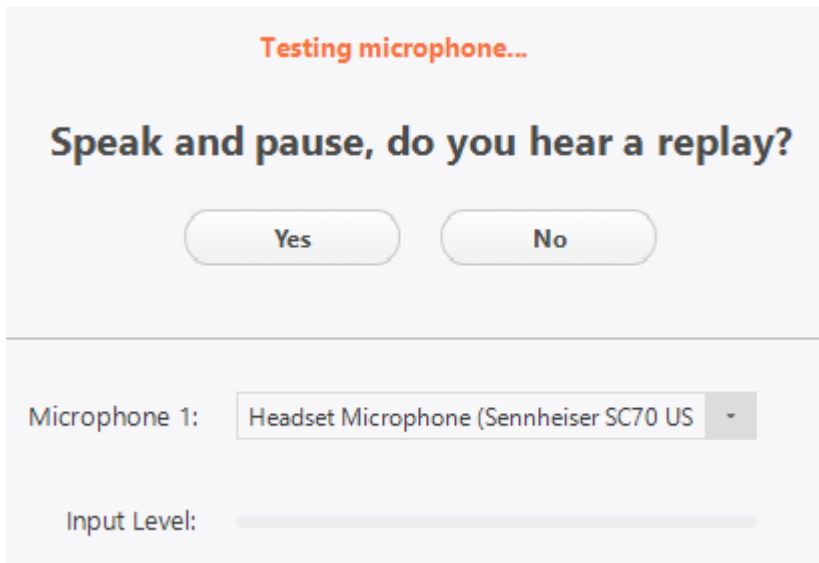 Testing microphone...
Speak and pause, do you hear a replay?
Yes No
Microphone 1: Headset Microphone (Sennheiser SC70 US
Input Level: